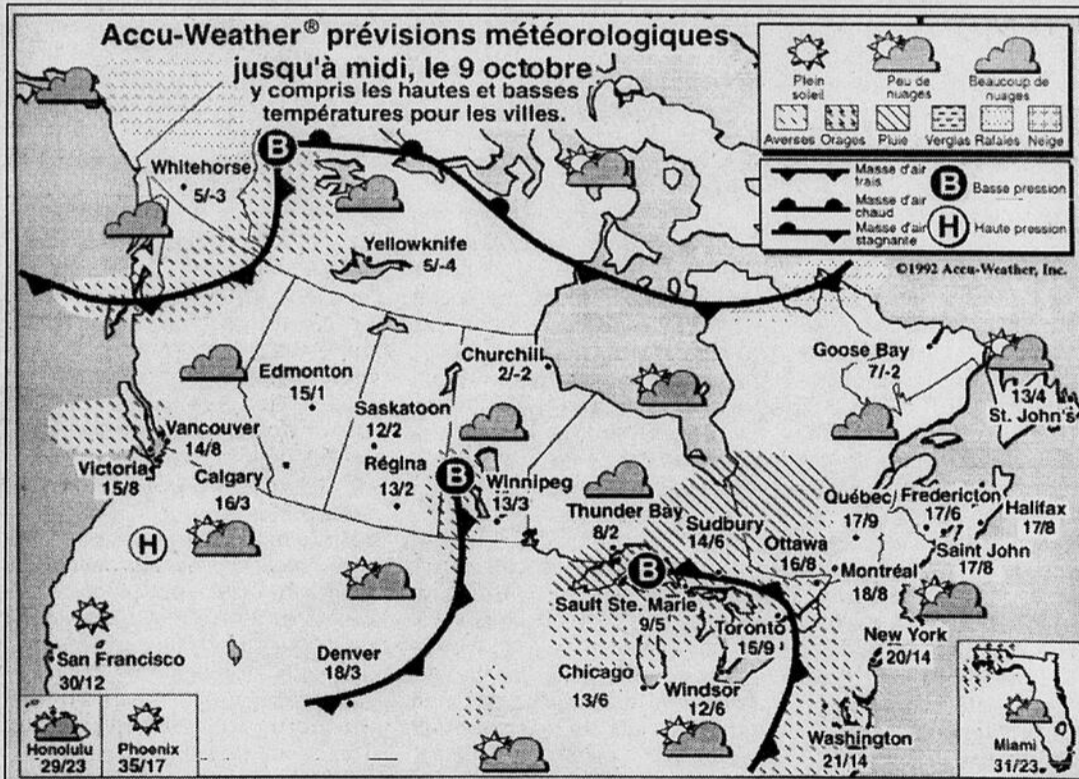 Accu-Weather® prévisions météorologiques
jusqu'à midi, le 9 octobre
y compris les hautes et basses
températures pour les villes.
Plein soleil
Peu de nuages
Beaucoup de nuages
Averses Orages Pluie Verglas Rafales Neige
Masse d'air frais
Masse d'air chaud
Masse d'air stagnante
B Basse pression
H Haute pression
©1992 Accu-Weather, Inc.
B
Whitehorse
5/-3
Yellowknife
5/-4
Churchill
2/-2
Goose Bay
7/-2
13/4
St. John's
Edmonton
15/1
Saskatoon
12/2
Vancouver
14/8
Victoria
15/8
Calgary
16/3
Régina
13/2
B
Winnipeg
13/3
Thunder Bay
8/2
Sudbury
14/6
Ottawa
16/8
Québec
17/9
Fredericton
17/6
Halifax
17/8
Saint John
17/8
Montréal
18/8
H
B
Sault Ste. Marie
9/5
Toronto
15/9
New York
20/14
San Francisco
30/12
Denver
18/3
Chicago
13/6
Windsor
12/6
Washington
21/14
Honolulu
29/23
Phoenix
35/17
Miami
31/23